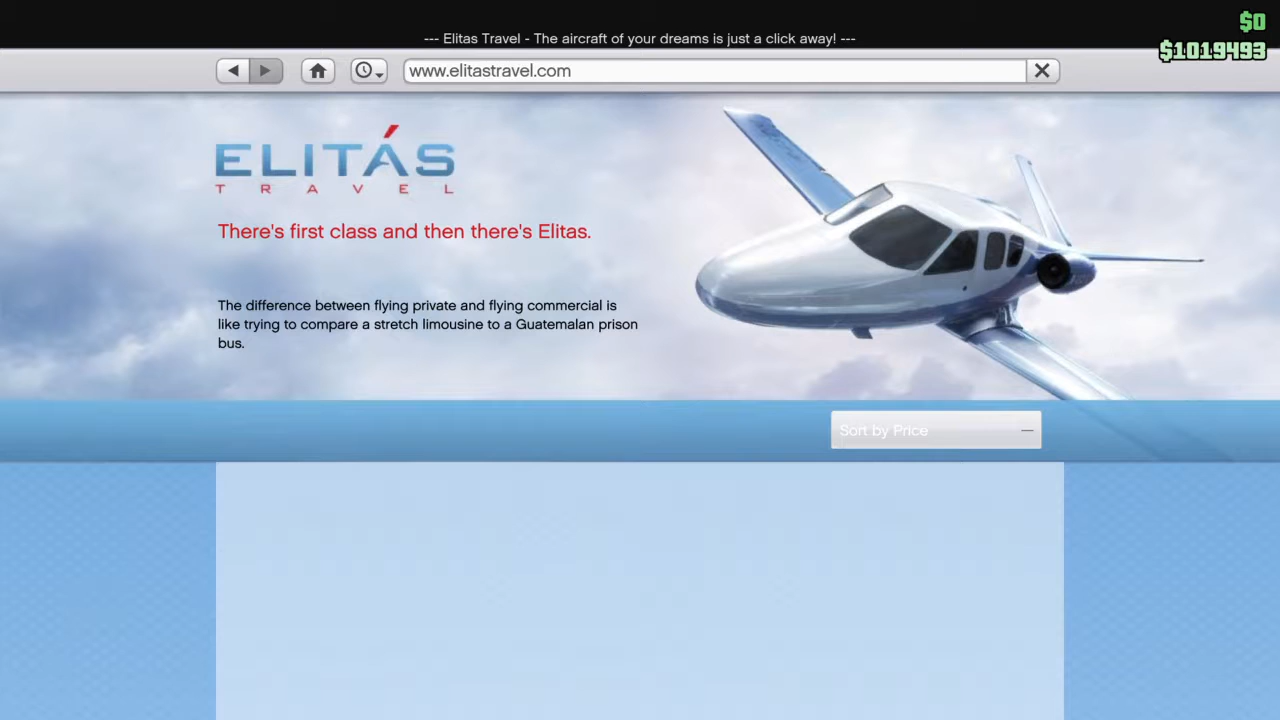 --- Elitas Travel - The aircraft of your dreams is just a click away! ---
$0
$1019493
www.elitastravel.com
ELITÁS
TRAVEL
There's first class and then there's Elitas.
The difference between flying private and flying commercial is
like trying to compare a stretch limousine to a Guatemalan prison
bus.
Sort by Price